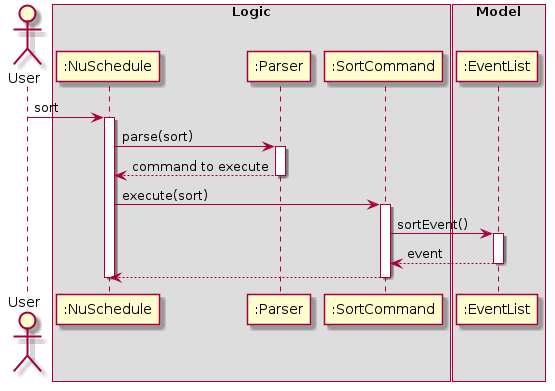 Logic
Model
User
:NuSchedule
:Parser
:SortCommand
:EventList
sort
parse(sort)
command to execute
execute(sort)
sortEvent()
event
User
:NuSchedule
:Parser
:SortCommand
:EventList